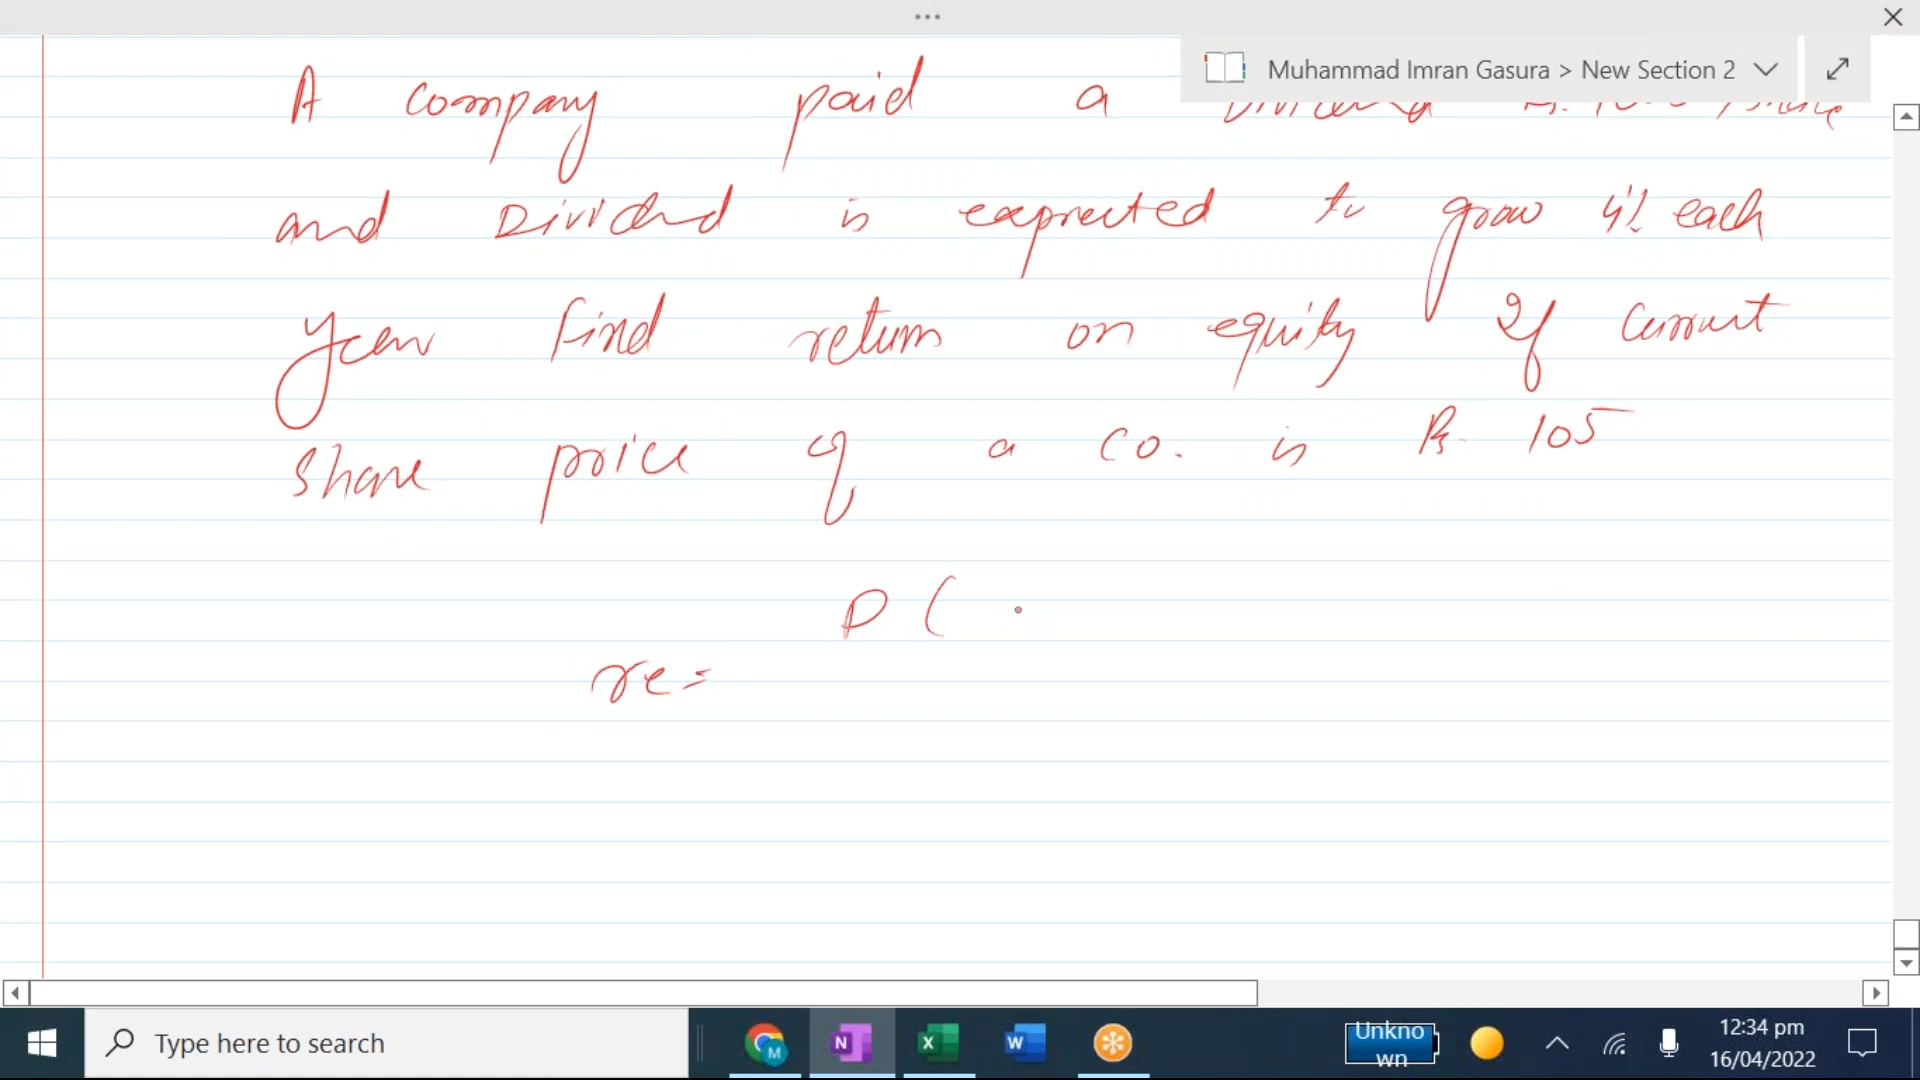 Muhammad Imran Gasura > New Section 2
A company paid a
and Dividend is expected to grow 4% each
year Find return on equity If current
share price of a co. is Rs. 105
D (
re =
Type here to search
Unkno
wn
12:34 pm
16/04/2022